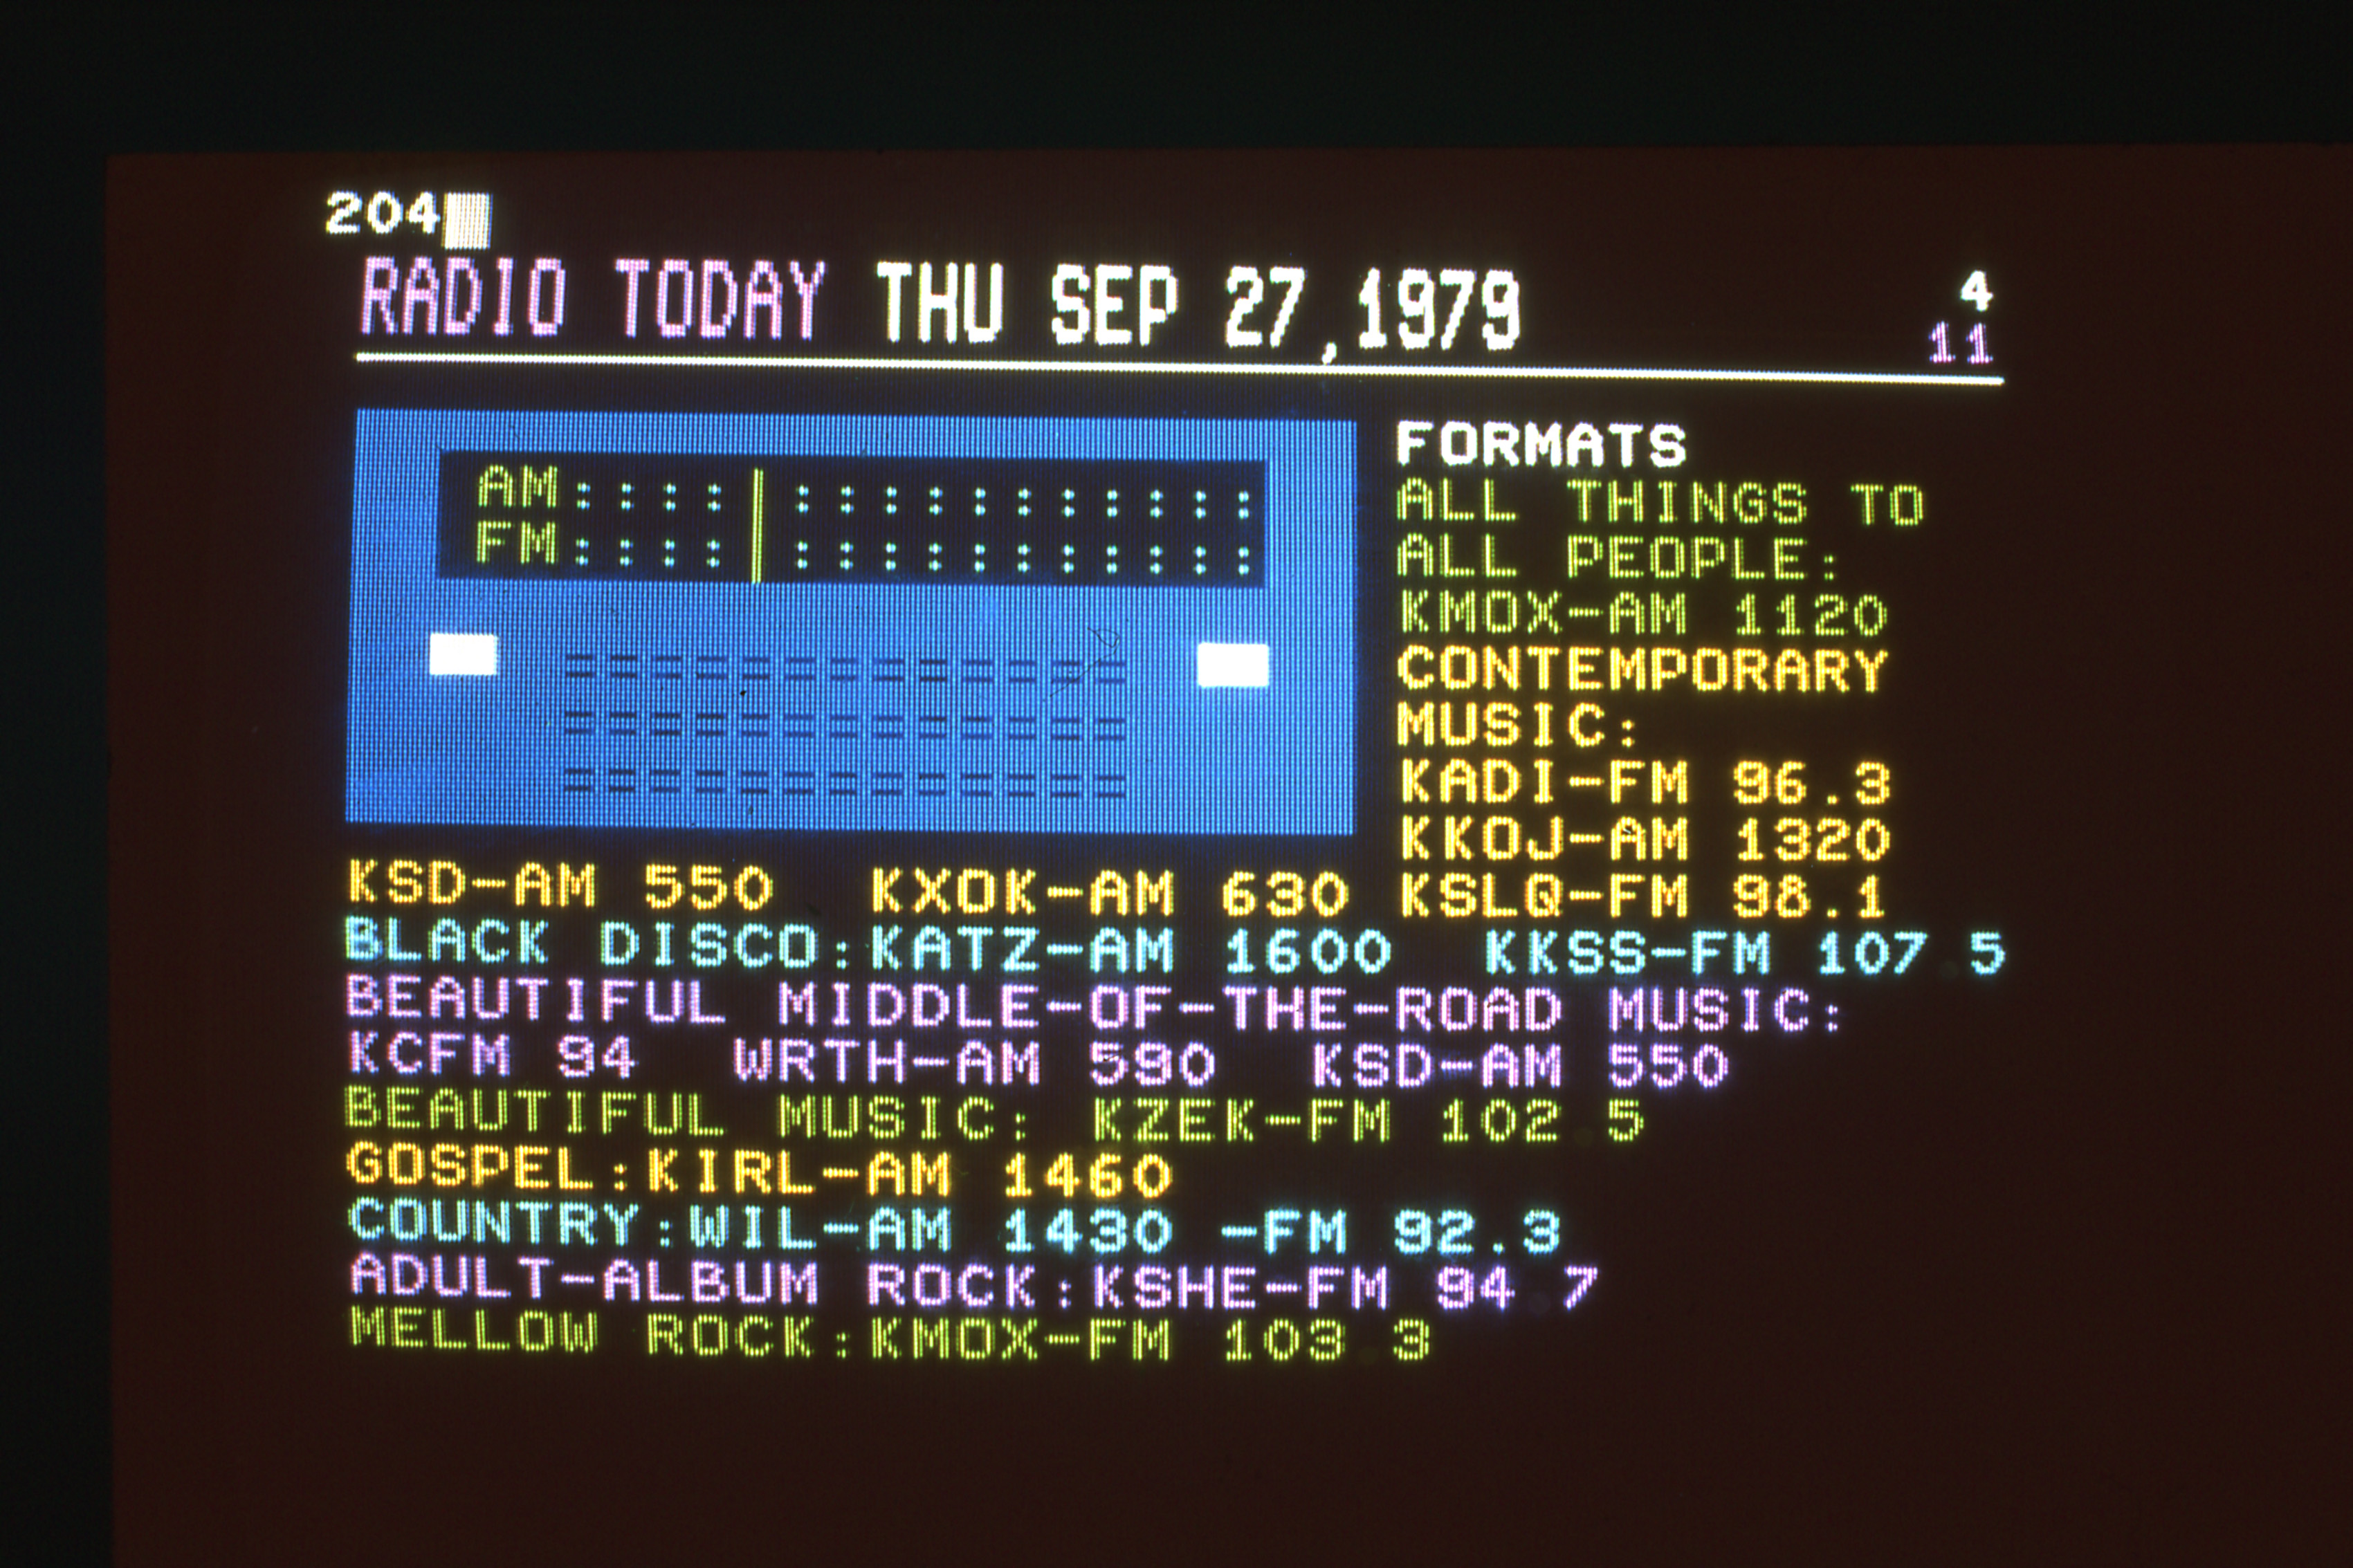 204
RADIO TODAY THU SEP 27,1979
4
11
AM
FM
FORMATS
ALL THINGS TO
ALL PEOPLE:
KMOX-AM 1120
CONTEMPORARY
MUSIC:
KADI-FM 96.3
KKOJ-AM 1320
KSLQ-FM 98.1
KSD-AM 550 KXOK-AM 630
BLACK DISCO:KATZ-AM 1600 KKSS-FM 107.5
BEAUTIFUL MIDDLE-OF-THE-ROAD MUSIC:
KCFM 94 WRTH-AM 590 KSD-AM 550
BEAUTIFUL MUSIC: KZEK-FM 102.5
GOSPEL:KIRL-AM 1460
COUNTRY:WIL-AM 1430 -FM 92.3
ADULT-ALBUM ROCK:KSHE-FM 94.7
MELLOW ROCK:KMOX-FM 103.3